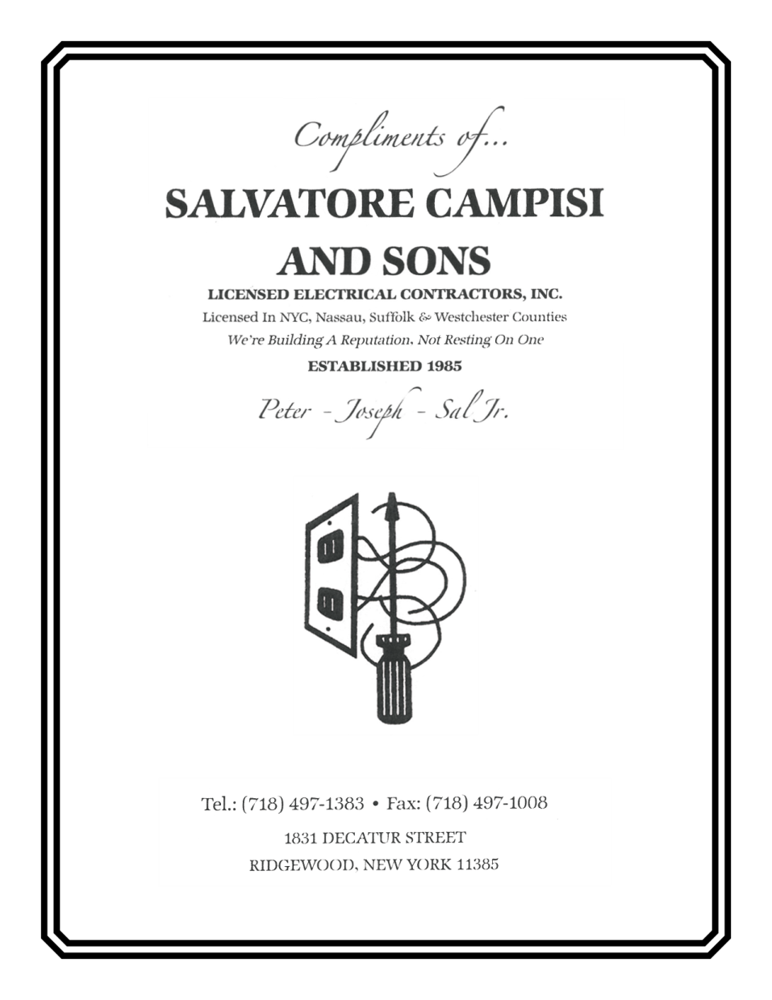 Compliments of...
SALVATORE CAMPISI
AND SONS
LICENSED ELECTRICAL CONTRACTORS, INC.
Licensed In NYC, Nassau, Suffolk & Westchester Counties
We're Building A Reputation, Not Resting On One
ESTABLISHED 1985
Peter - Joseph - Sal Jr.
Tel.: (718) 497-1383 • Fax: (718) 497-1008
1831 DECATUR STREET
RIDGEWOOD, NEW YORK 11385